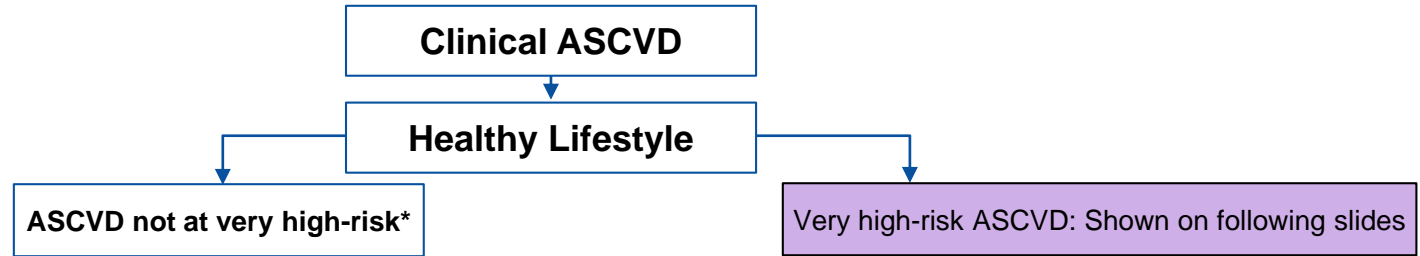 Clinical ASCVD
Healthy Lifestyle
ASCVD not at very high-risk*
Very high-risk ASCVD: Shown on following slides